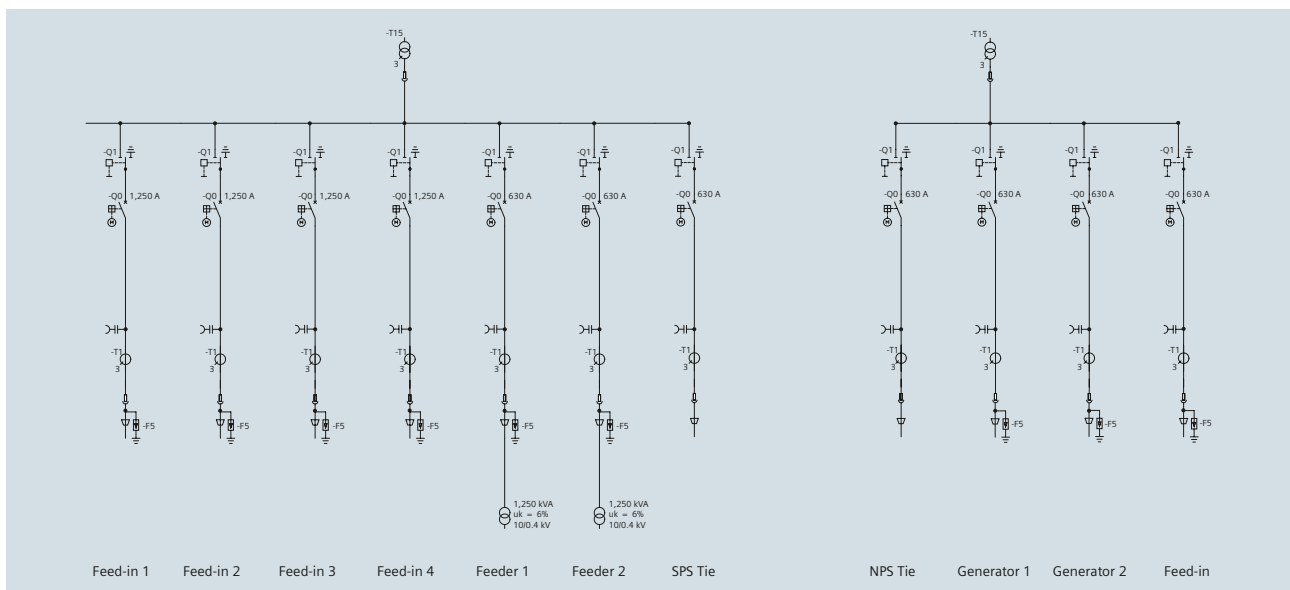 -T15
3
-T15
3
-Q1
-Q1
-Q1
-Q1
-Q1
-Q1
-Q1
-Q1
-Q1
-Q1
-Q1
-Q0 1,250 A
-Q0 1,250 A
-Q0 1,250 A
-Q0 1,250 A
-Q0 630 A
-Q0 630 A
-Q0 630 A
-Q0 630 A
-Q0 630 A
-Q0 630 A
-Q0 630 A
M
M
M
M
M
M
M
M
M
M
M
-T1
3
-T1
3
-T1
3
-T1
3
-T1
3
-T1
3
-T1
3
-T1
3
-T1
3
-T1
3
-T1
3
-F5
-F5
-F5
-F5
-F5
-F5
-F5
-F5
-F5
1,250 kVA
uk = 6%
10/0.4 kV
1,250 kVA
uk = 6%
10/0.4 kV
Feed-in 1
Feed-in 2
Feed-in 3
Feed-in 4
Feeder 1
Feeder 2
SPS Tie
NPS Tie
Generator 1
Generator 2
Feed-in